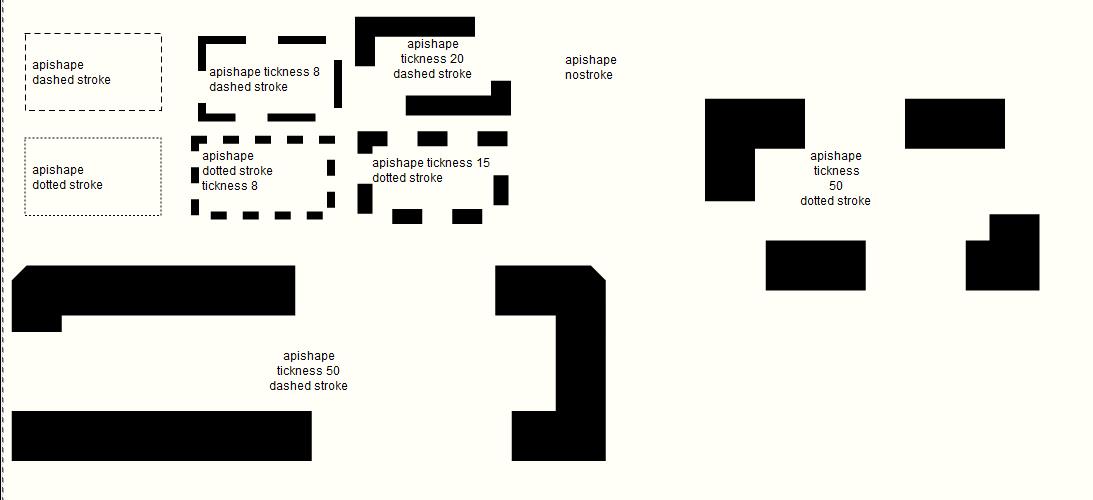 apishape
dashed stroke
apishape tickness 8
dashed stroke
apishape
tickness 20
dashed stroke
apishape
nostroke
apishape
dotted stroke
apishape
dotted stroke
tickness 8
apishape tickness 15
dotted stroke
apishape
tickness
50
dotted stroke
apishape
tickness 50
dashed stroke